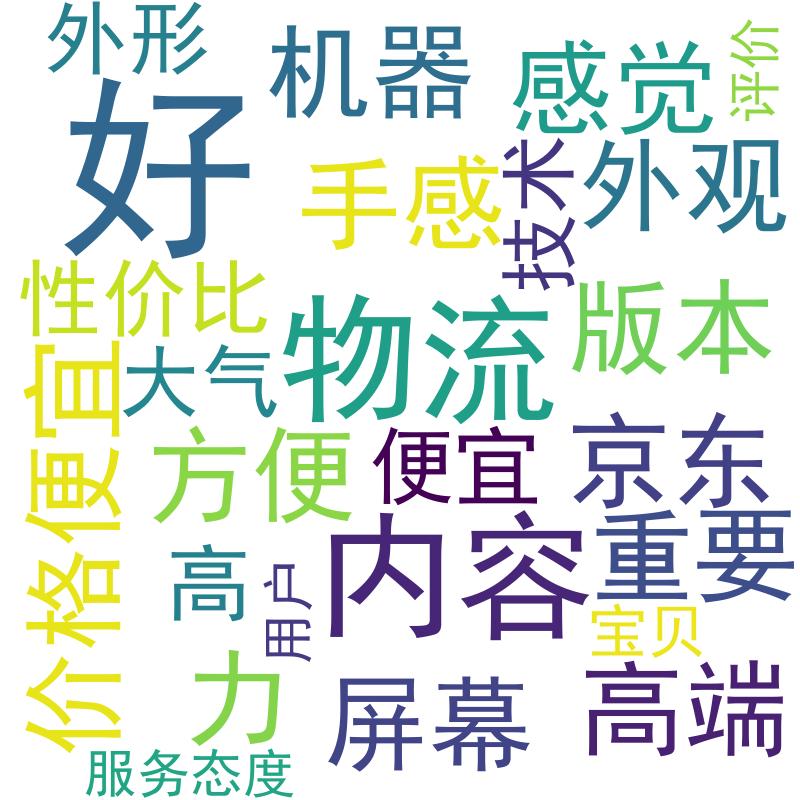 外形
机器
感觉
评价
好
手感
技术
外观
性价比
物流
版本
大气
价格便宜
方便
便宜
京东
内容
重要
高
用户
宝贝
力
屏幕
高端
服务态度